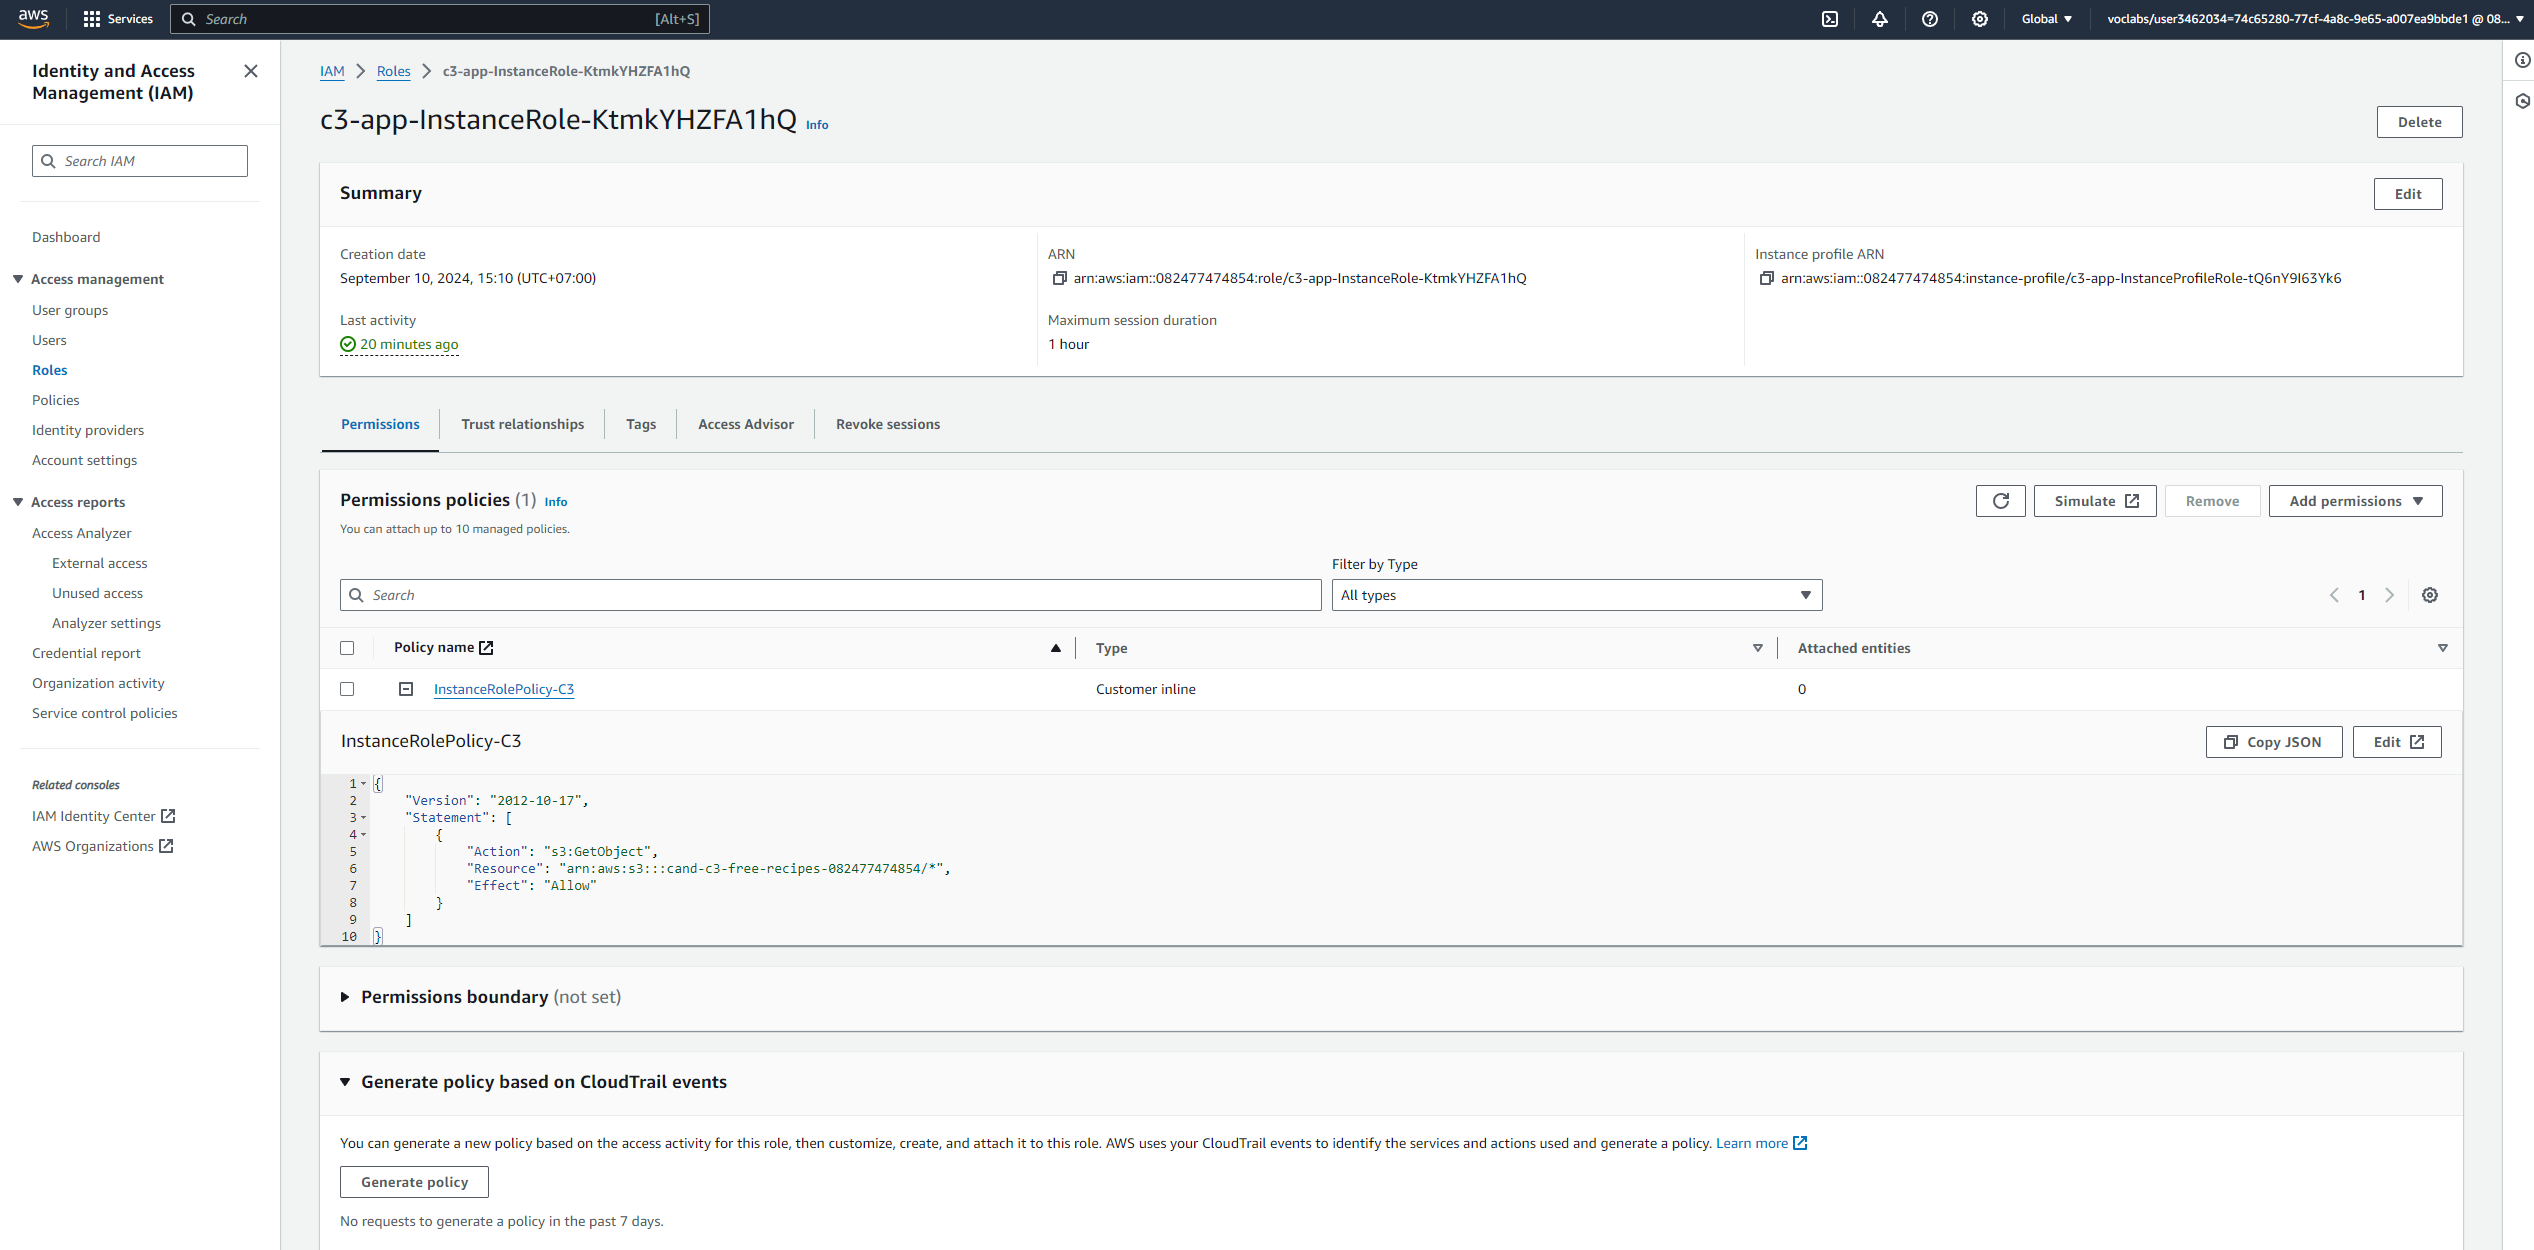 aws
Services
Search
[Alt+S]
Global
voclabs/user3462034=74c65280-77cf-4a8c-9e65-a007ea9bbde1 @ 08...
Identity and Access
Management (IAM)
Search IAM
Dashboard
Access management
User groups
Users
Roles
Policies
Identity providers
Account settings
Access reports
Access Analyzer
External access
Unused access
Analyzer settings
Credential report
Organization activity
Service control policies
Related consoles
IAM Identity Center
AWS Organizations
IAM
Roles
c3-app-InstanceRole-KtmkYHZFA1hQ
c3-app-InstanceRole-KtmkYHZFA1hQ Info
Delete
Summary
Edit
Creation date
September 10, 2024, 15:10 (UTC+07:00)
Last activity
20 minutes ago
ARN
arn:aws:iam::082477474854:role/c3-app-InstanceRole-KtmkYHZFA1hQ
Maximum session duration
1 hour
Instance profile ARN
arn:aws:iam::082477474854:instance-profile/c3-app-InstanceProfileRole-tQ6nY9I63Yk6
Permissions
Trust relationships
Tags
Access Advisor
Revoke sessions
Permissions policies (1) Info
You can attach up to 10 managed policies.
Simulate
Remove
Add permissions
Search
Filter by Type
All types
1
Policy name
Type
Attached entities
InstanceRolePolicy-C3
Customer inline
0
InstanceRolePolicy-C3
Copy JSON
Edit
1 {
2 "Version": "2012-10-17",
3 "Statement": [
4 {
5 "Action": "s3:GetObject",
6 "Resource": "arn:aws:s3:::cand-c3-free-recipes-082477474854/*",
7 "Effect": "Allow"
8 }
9 ]
10 }
Permissions boundary (not set)
Generate policy based on CloudTrail events
You can generate a new policy based on the access activity for this role, then customize, create, and attach it to this role. AWS uses your CloudTrail events to identify the services and actions used and generate a policy. Learn more
Generate policy
No requests to generate a policy in the past 7 days.